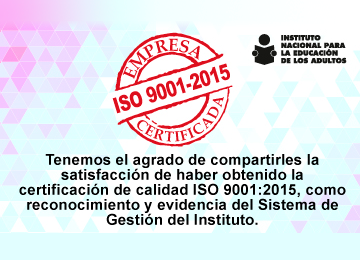 EMPRESA
ISO 9001-2015
CERTIFICADA
INSTITUTO
NACIONAL PARA
LA EDUCACIÓN
DE LOS ADULTOS
Tenemos el agrado de compartirles la
satisfacción de haber obtenido la
certificación de calidad ISO 9001:2015, como
reconocimiento y evidencia del Sistema de
Gestión del Instituto.